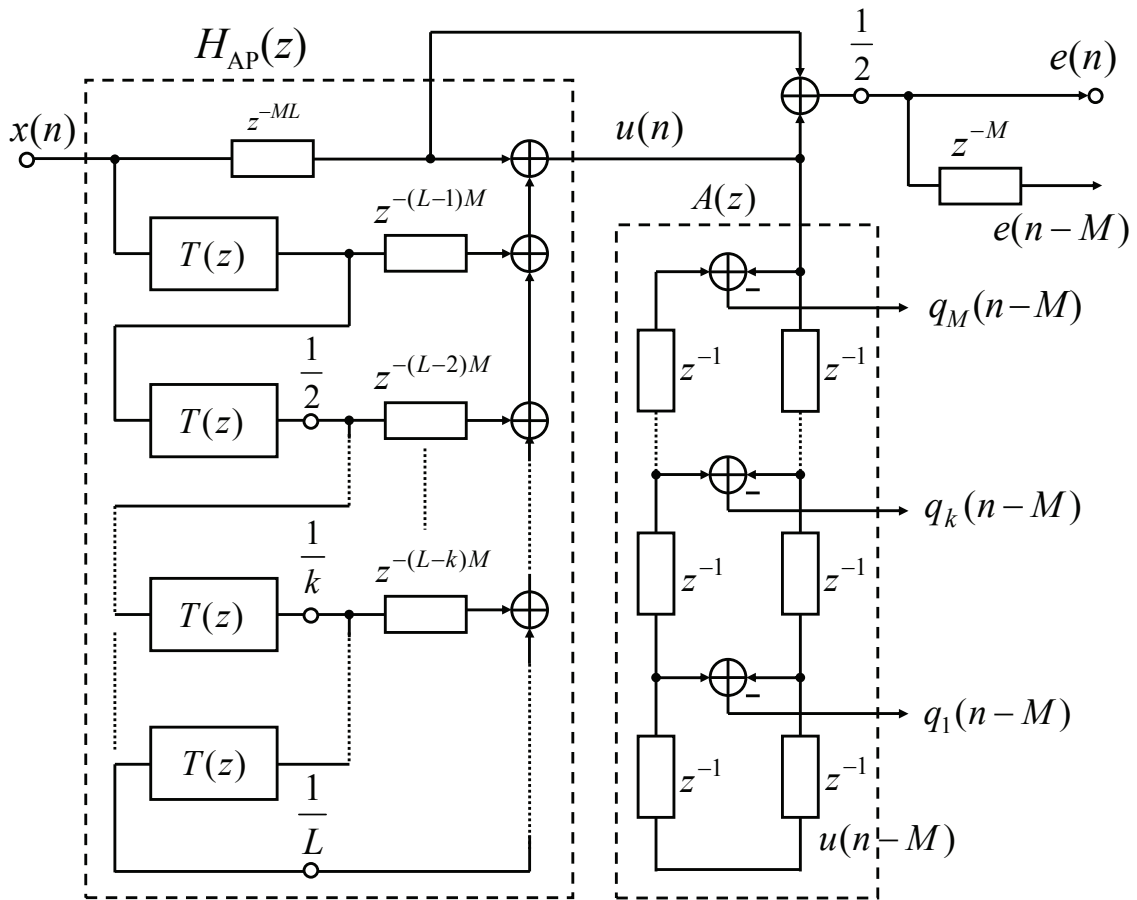 H_AP(z)
1/2
e(n)
x(n)
z^{-ML}
u(n)
z^{-M}
e(n−M)
T(z)
z^{-(L−1)M}
A(z)
q_M(n−M)
z^{-1}
z^{-1}
T(z)
1/2
z^{-(L−2)M}
q_k(n−M)
T(z)
1/k
z^{-(L−k)M}
z^{-1}
z^{-1}
q_1(n−M)
T(z)
z^{-1}
z^{-1}
1/L
u(n−M)